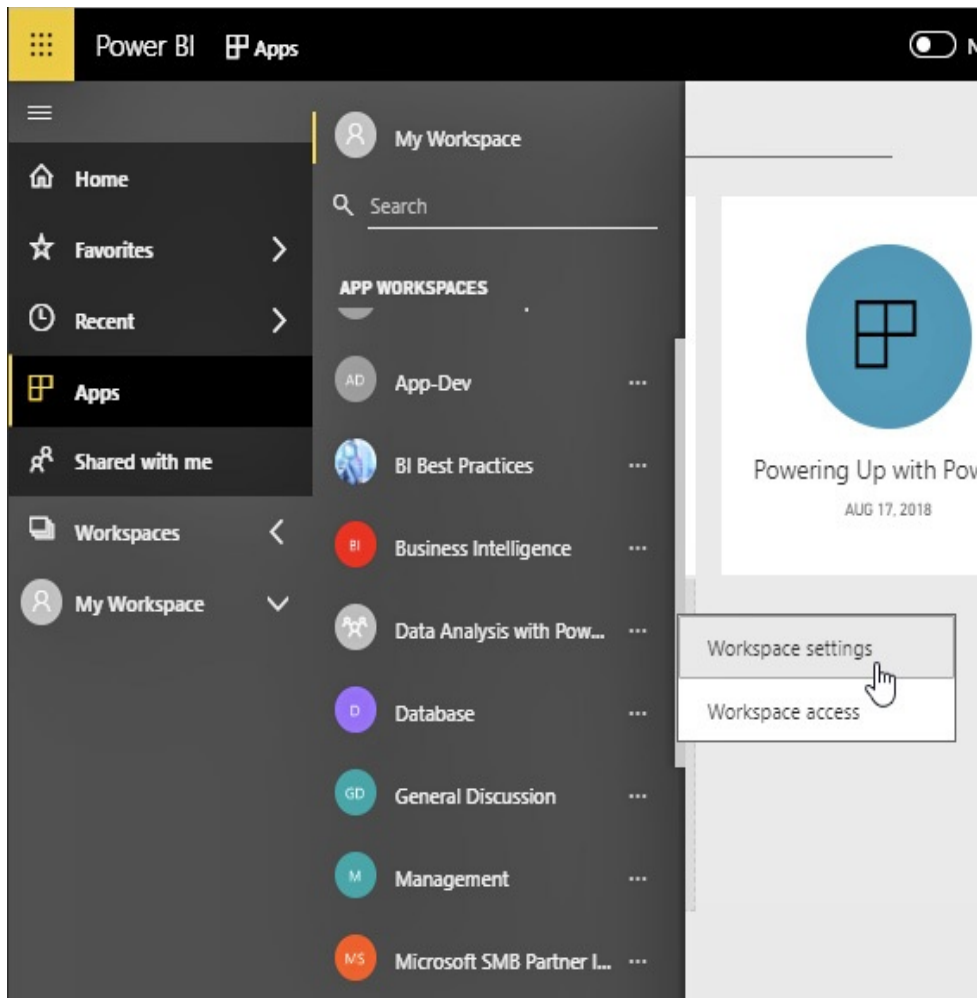 Power BI Apps
N
My Workspace
Home
Search
Favorites
APP WORKSPACES
Recent
AD App-Dev ...
Apps
BI Best Practices ...
Shared with me
Powering Up with Pow
AUG 17, 2018
Workspaces
BI Business Intelligence ...
My Workspace
Data Analysis with Pow... ...
Workspace settings
D Database ...
Workspace access
GD General Discussion ...
M Management ...
MS Microsoft SMB Partner I... ...